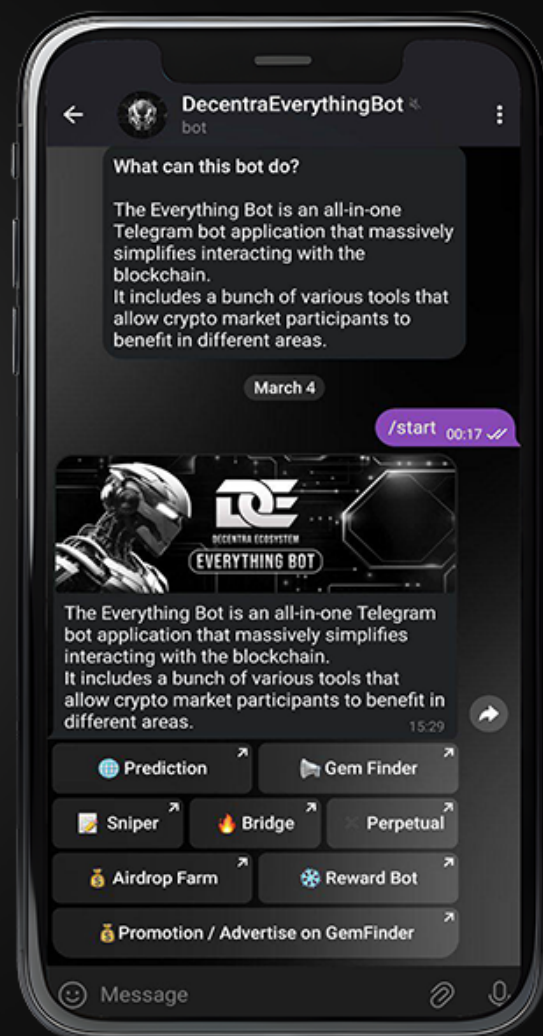 DecentraEverythingBot
bot
What can this bot do?
The Everything Bot is an all-in-one
Telegram bot application that massively
simplifies interacting with the
blockchain.
It includes a bunch of various tools that
allow crypto market participants to
benefit in different areas.
March 4
/start 00:17
DE
DECENTRA ECOSYSTEM
EVERYTHING BOT
The Everything Bot is an all-in-one Telegram
bot application that massively simplifies
interacting with the blockchain.
It includes a bunch of various tools that
allow crypto market participants to benefit in
different areas. 15:29
Prediction
Gem Finder
Sniper
Bridge
Perpetual
Airdrop Farm
Reward Bot
Promotion / Advertise on GemFinder
Message